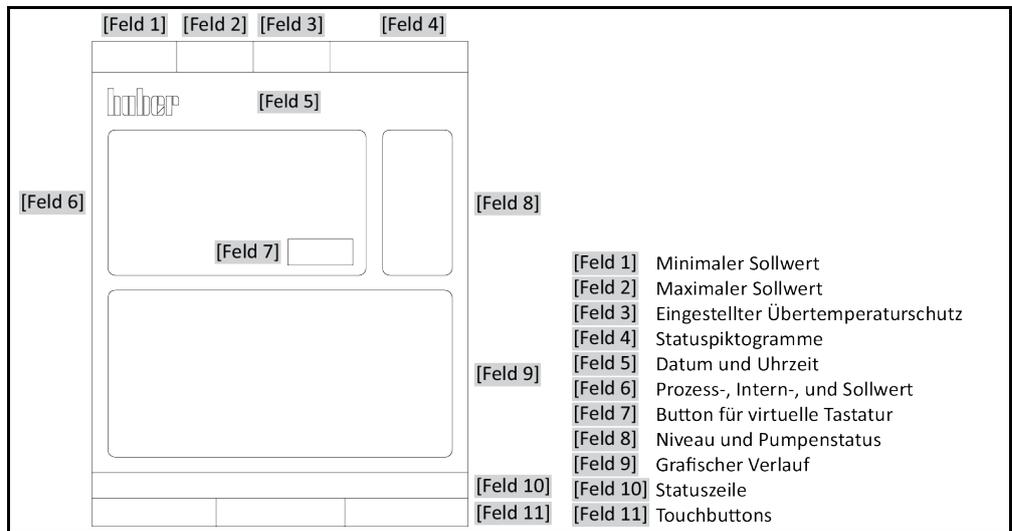 [Feld 1] [Feld 2] [Feld 3] [Feld 4]
huber
[Feld 5]
[Feld 6]
[Feld 8]
[Feld 7]
[Feld 9]
[Feld 10]
[Feld 11]
[Feld 1] Minimaler Sollwert
[Feld 2] Maximaler Sollwert
[Feld 3] Eingestellter Übertemperaturschutz
[Feld 4] Statuspiktogramme
[Feld 5] Datum und Uhrzeit
[Feld 6] Prozess-, Intern-, und Sollwert
[Feld 7] Button für virtuelle Tastatur
[Feld 8] Niveau und Pumpenstatus
[Feld 9] Grafischer Verlauf
[Feld 10] Statuszeile
[Feld 11] Touchbuttons